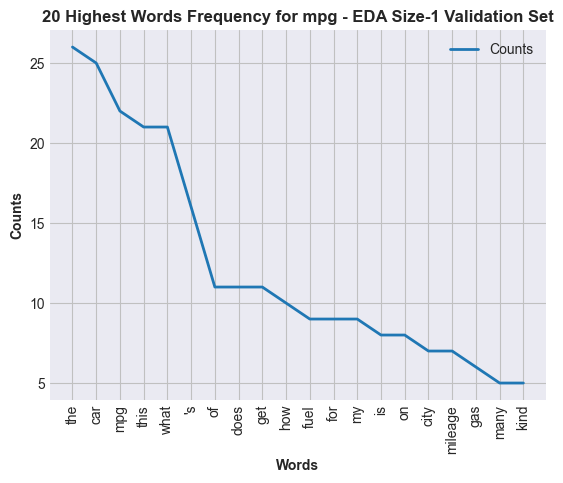 20 Highest Words Frequency for mpg - EDA Size-1 Validation Set
Counts
25
20
15
10
5
Counts
the
car
mpg
this
what
's
of
does
get
how
fuel
for
my
is
on
city
mileage
gas
many
kind
Words